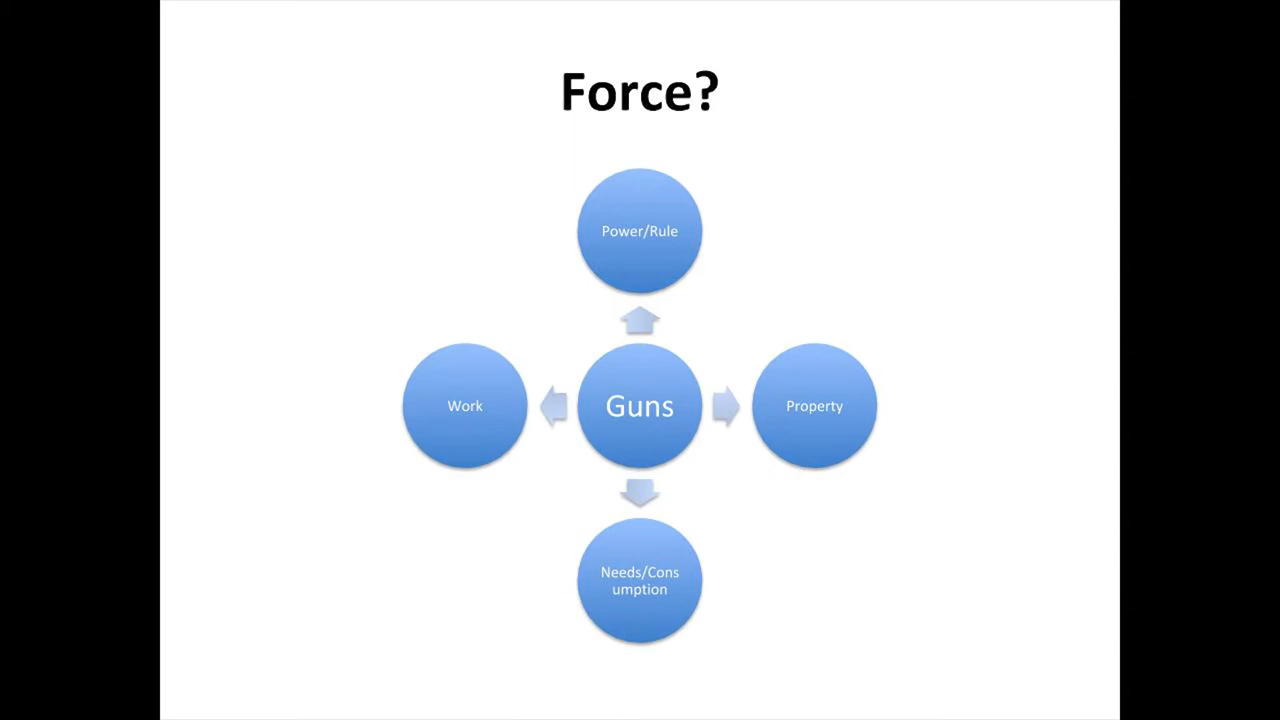 Force?
Power/Rule
Work
Guns
Property
Needs/Cons
umption